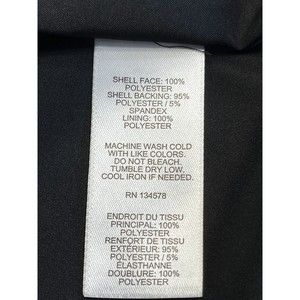 SHELL FACE: 100%
POLYESTER
SHELL BACKING: 95%
POLYESTER / 5%
SPANDEX
LINING: 100%
POLYESTER
MACHINE WASH COLD
WITH LIKE COLORS.
DO NOT BLEACH.
TUMBLE DRY LOW.
COOL IRON IF NEEDED.
RN 134578
ENDROIT DU TISSU
PRINCIPAL: 100%
POLYESTER
RENFORT DE TISSU
EXTÉRIEUR: 95%
POLYESTER / 5%
ÉLASTHANNE
DOUBLURE: 100%
POLYESTER